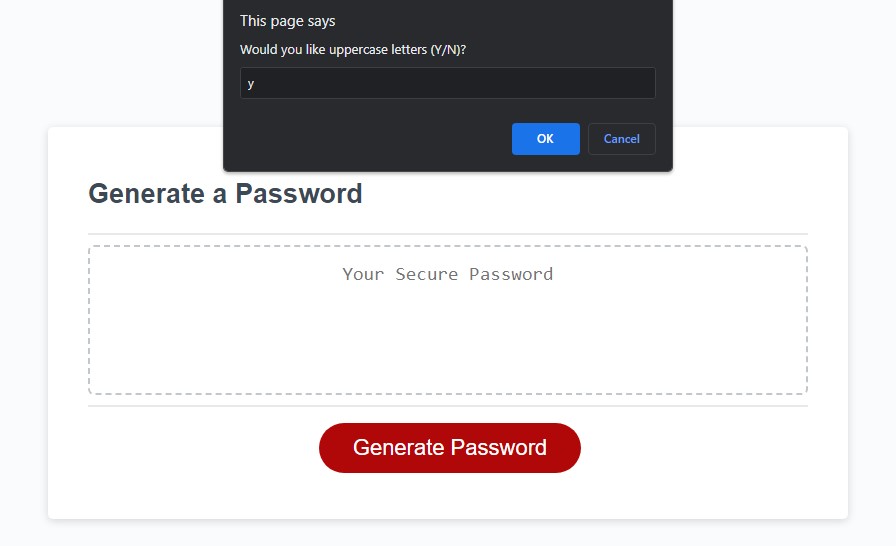 This page says
Would you like uppercase letters (Y/N)?
y
OK
Cancel
Generate a Password
Your Secure Password
Generate Password